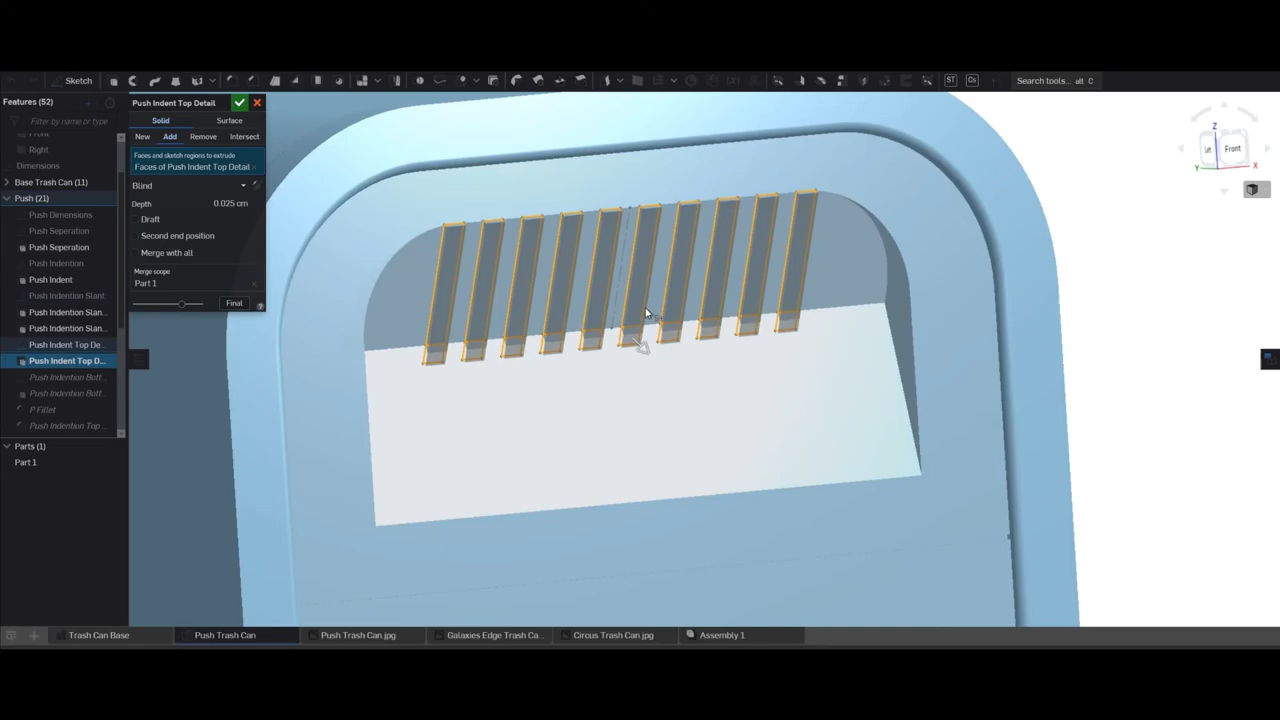 Sketch
ST
Cs
Search tools... alt C
Features (52)
Filter by name or type
Front
Right
Dimensions
Base Trash Can (11)
Push (21)
Push Dimensions
Push Seperation
Push Seperation
Push Indention
Push Indent
Push Indention Slant
Push Indention Slan...
Push Indention Slan...
Push Indent Top De...
Push Indent Top D...
Push Indention Bott...
Push Indention Bott...
P Fillet
Push Indention Top ...
Parts (1)
Part 1
Push Indent Top Detail
Solid
Surface
New
Add
Remove
Intersect
Faces and sketch regions to extrude
Faces of Push Indent Top Detail
Blind
Depth
0.025 cm
Draft
Second end position
Merge with all
Merge scope
Part 1
Final
Z
Front
X
Y
Trash Can Base
Push Trash Can
Push Trash Can.jpg
Galaxies Edge Trash Ca...
Circus Trash Can.jpg
Assembly 1